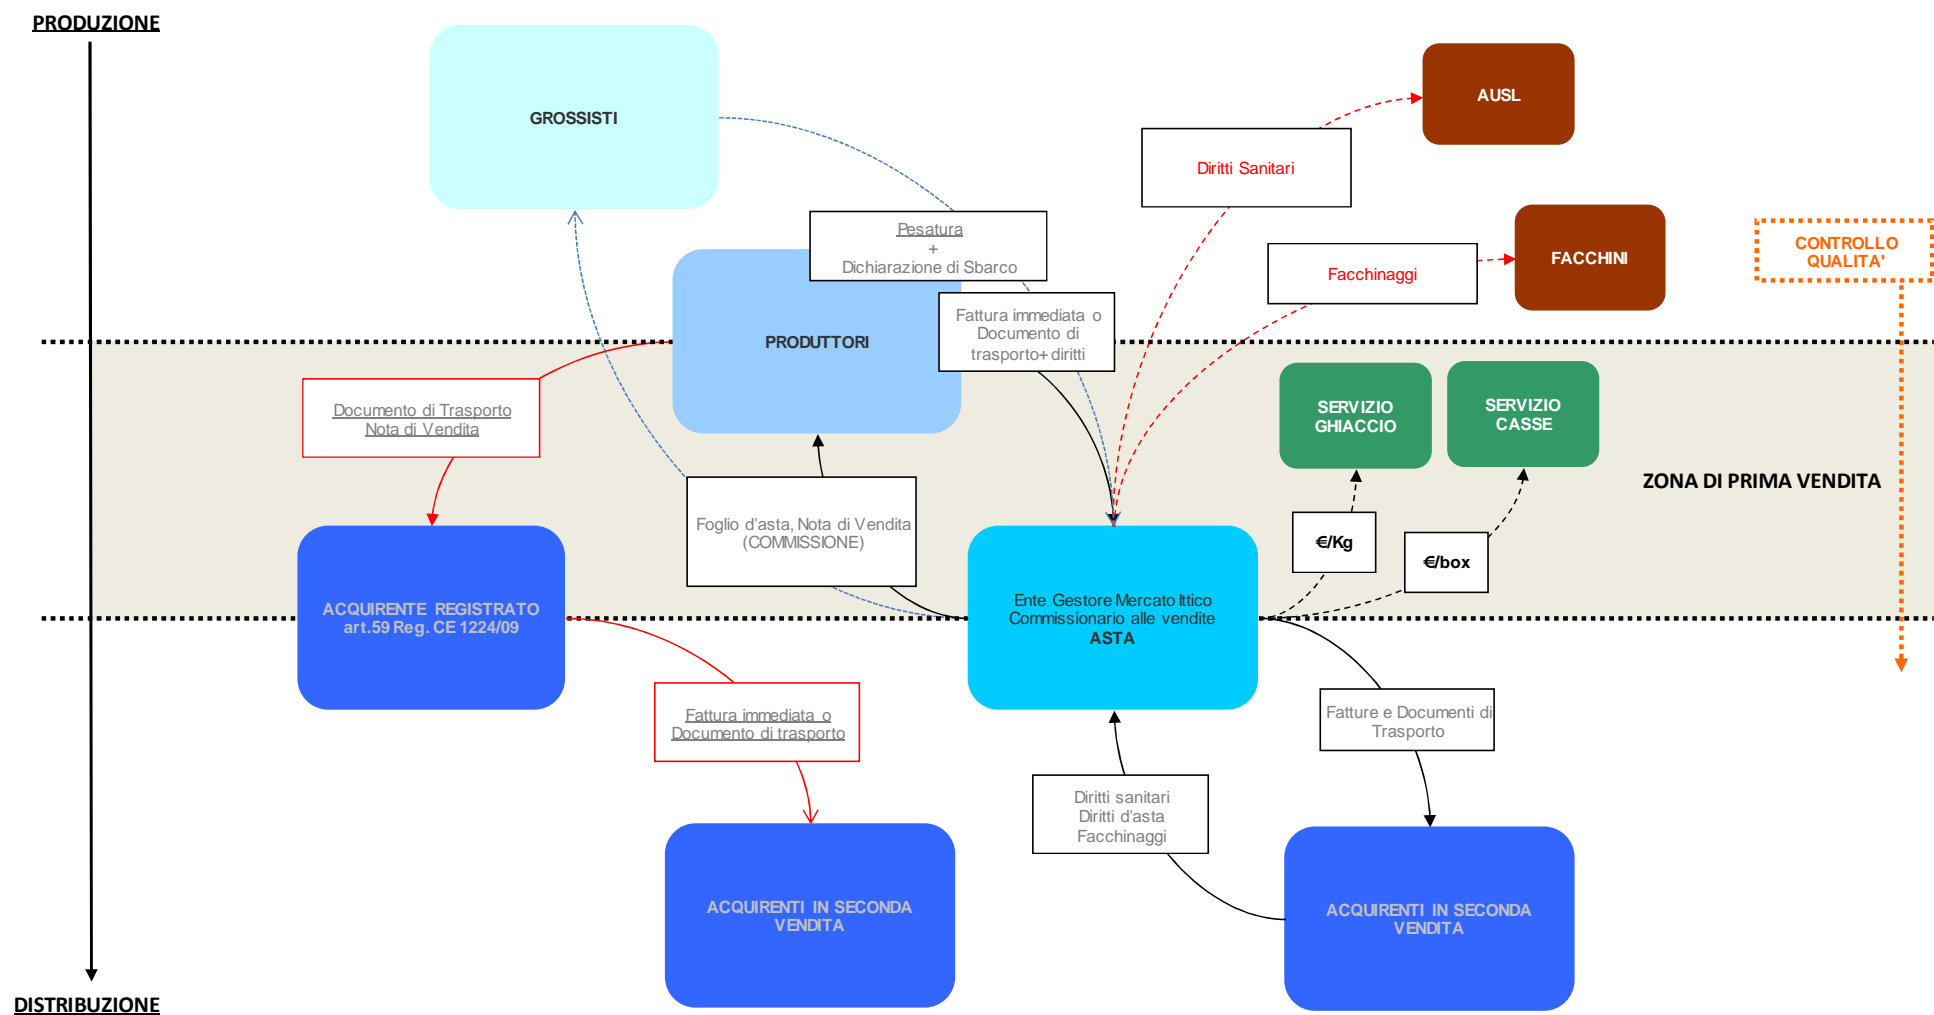 PRODUZIONE
GROSSISTI
AUSL
Diritti Sanitari
Pesatura
+
Dichiarazione di Sbarco
FACCHINI
Facchinaggi
CONTROLLO
QUALITA'
Fattura immediata o
Documento di
trasporto+ diritti
PRODUTTORI
Documento di Trasporto
Nota di Vendita
SERVIZIO
GHIACCIO
SERVIZIO
CASSE
ZONA DI PRIMA VENDITA
Foglio d'asta, Nota di Vendita
(COMMISSIONE)
€/Kg
€/box
ACQUIRENTE REGISTRATO
art.59 Reg. CE 1224/09
Ente Gestore Mercato Ittico
Commissionario alle vendite
ASTA
Fattura immediata o
Documento di trasporto
Fatture e Documenti di
Trasporto
Diritti sanitari
Diritti d'asta
Facchinaggi
ACQUIRENTI IN SECONDA
VENDITA
ACQUIRENTI IN SECONDA
VENDITA
DISTRIBUZIONE